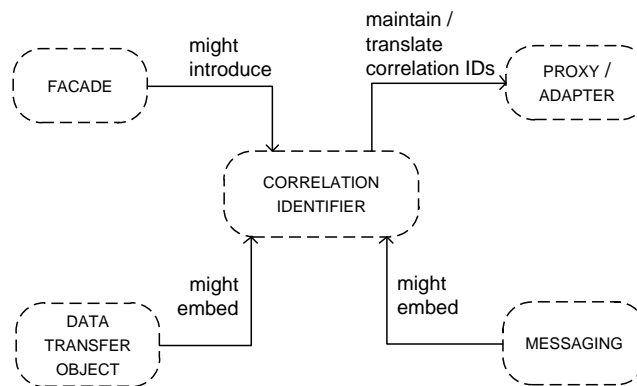 might
introduce
maintain /
translate
correlation IDs
FACADE
PROXY /
ADAPTER
CORRELATION
IDENTIFIER
might
embed
might
embed
DATA
TRANSFER
OBJECT
MESSAGING